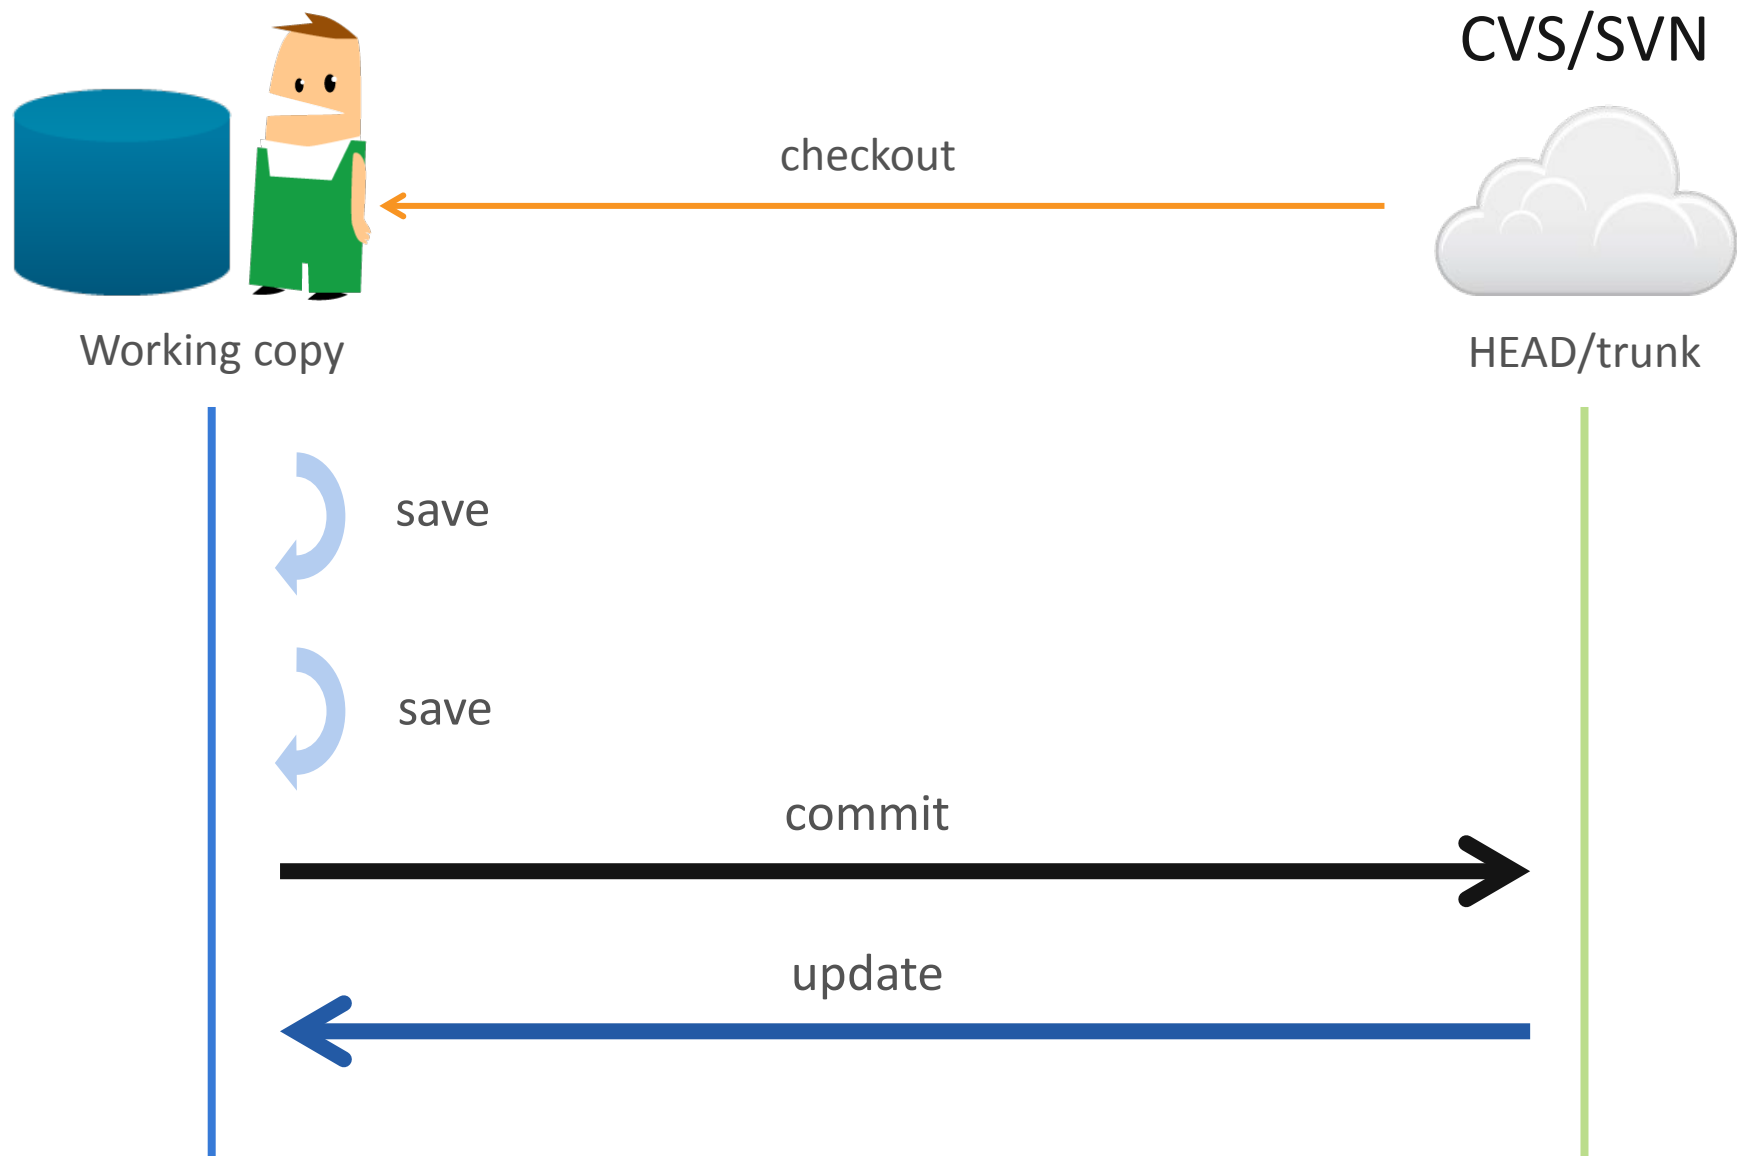 CVS/SVN
checkout
Working copy
HEAD/trunk
save
save
commit
update